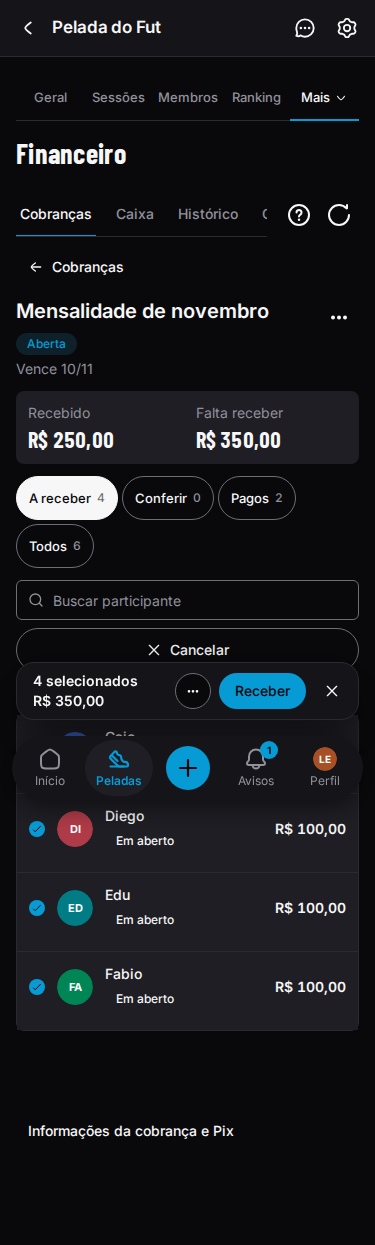 Pelada do Fut
Geral Sessões Membros Ranking Mais
Financeiro
Cobranças Caixa Histórico
Cobranças
Mensalidade de novembro
Aberta
Vence 10/11
Recebido Falta receber
R$ 250,00 R$ 350,00
A receber 4 Conferir 0 Pagos 2
Todos 6
Buscar participante
Cancelar
4 selecionados
R$ 350,00
Receber
1
LE
Início Peladas Avisos Perfil
Diego
DI R$ 100,00
Em aberto
Edu
ED R$ 100,00
Em aberto
Fabio
FA R$ 100,00
Em aberto
Informações da cobrança e Pix